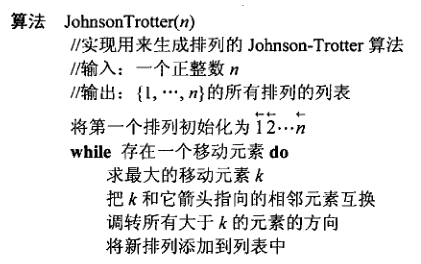 算法 JohnsonTrotter(n)
//实现用来生成排列的 Johnson-Trotter 算法
//输入：一个正整数 n
//输出：{1, ⋯, n}的所有排列的列表
将第一个排列初始化为 1⃖2⃖⋯n⃖
while 存在一个移动元素 do
求最大的移动元素 k
把 k 和它箭头指向的相邻元素互换
调转所有大于 k 的元素的方向
将新排列添加到列表中